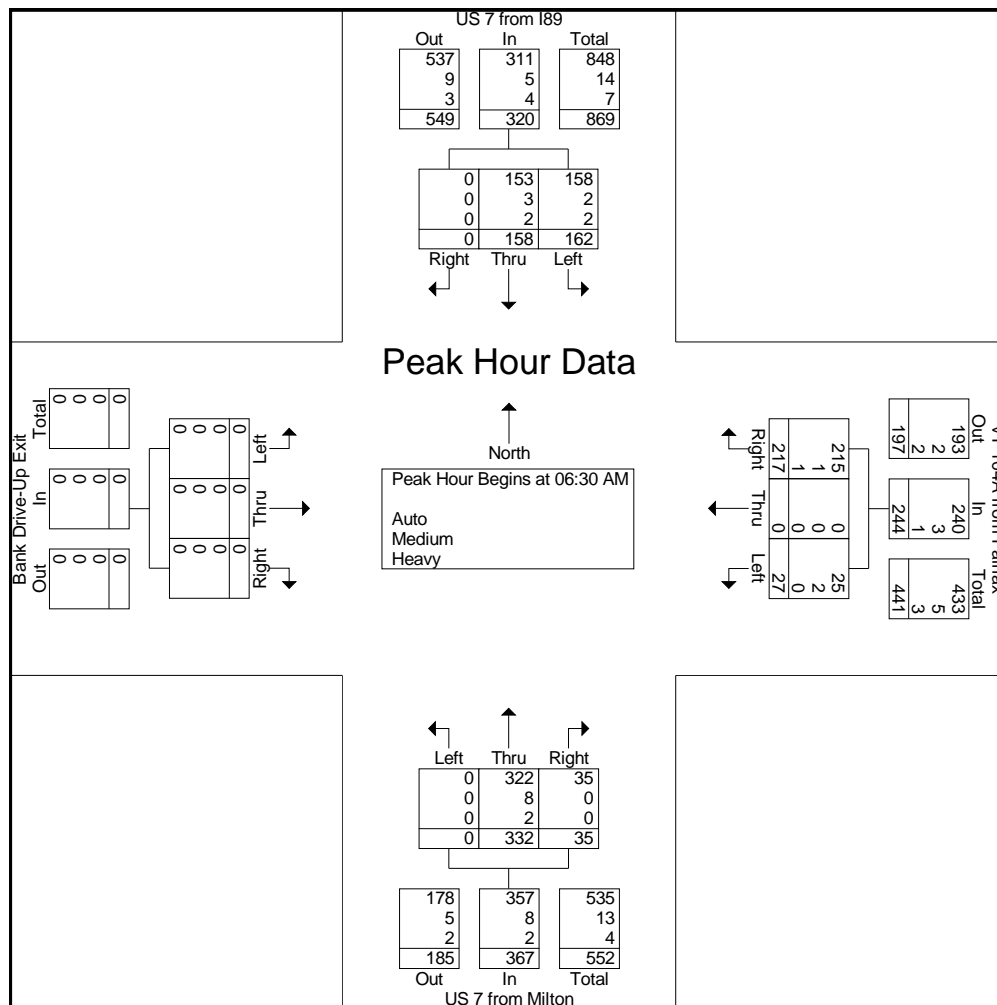 US 7 from I89
Out In Total
537 311 848
9 5 14
3 4 7
549 320 869
0 153 158
0 3 2
0 2 2
0 158 162
Right Thru Left
Peak Hour Data
North
Peak Hour Begins at 06:30 AM
Auto
Medium
Heavy
Bank Drive-Up Exit
Total In Out
0 0 0
0 0 0
0 0 0
0 0 0
Left Thru Right
0 0 0
0 0 0
0 0 0
0 0 0
from
Out In Total
193 240 433
2 3 5
2 1 3
197 244 441
Right Thru Left
215 0 25
1 0 2
1 0 0
217 0 27
Left Thru Right
0 322 35
0 8 0
0 2 0
0 332 35
178 357 535
5 8 13
2 2 4
185 367 552
Out In Total
US 7 from Milton